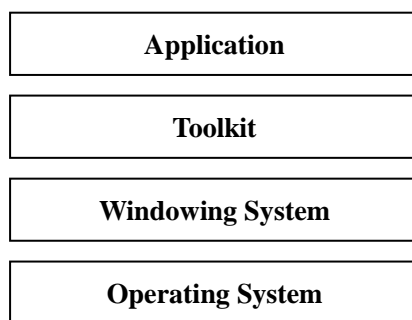 Application
Toolkit
Windowing System
Operating System